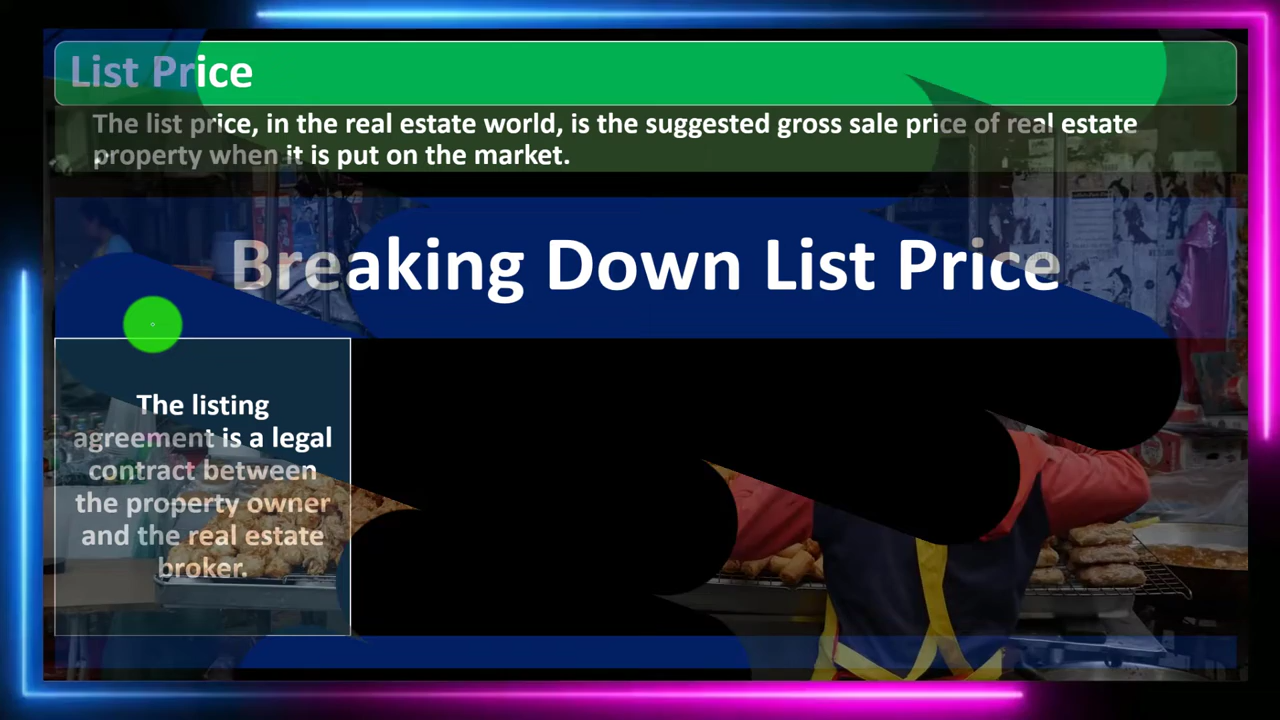 List Price
The list price, in the real estate world, is the suggested gross sale price of real estate
property when it is put on the market.
Breaking Down List Price
The listing
agreement is a legal
contract between
the property owner
and the real estate
broker.